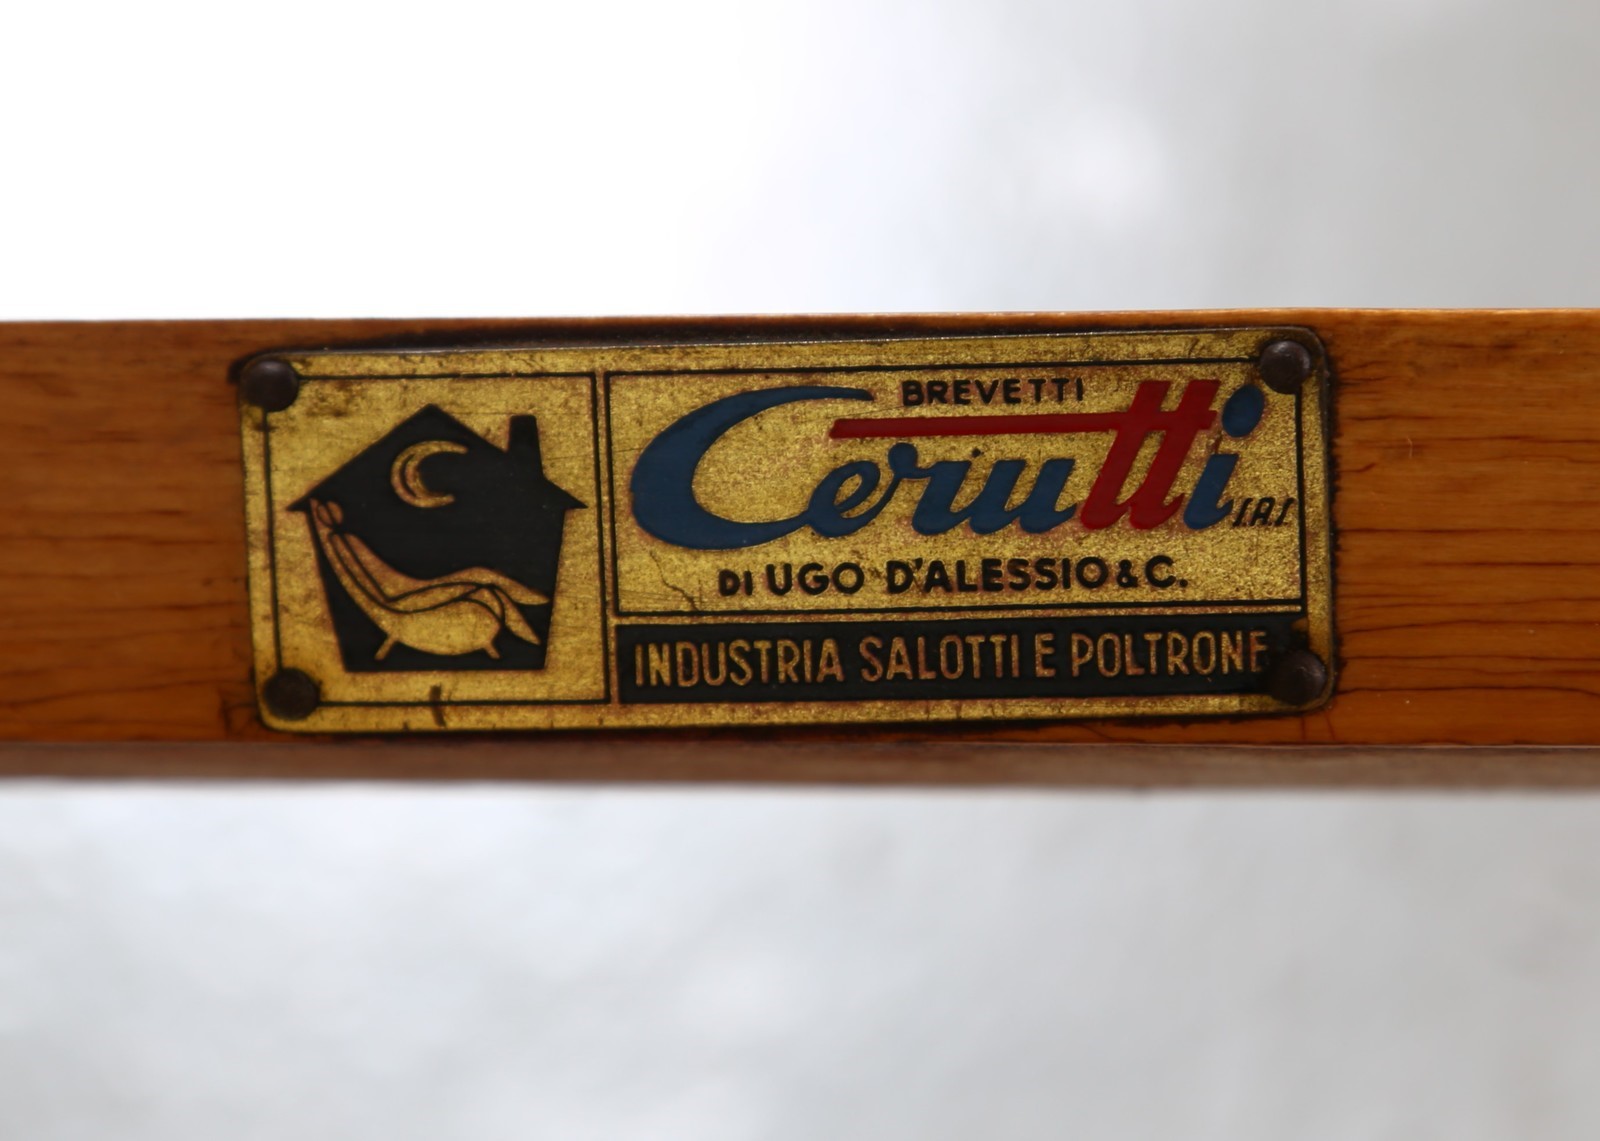 BREVETTI
Cerutti s.a.s
DI UGO D'ALESSIO & C.
INDUSTRIA SALOTTI E POLTRONE